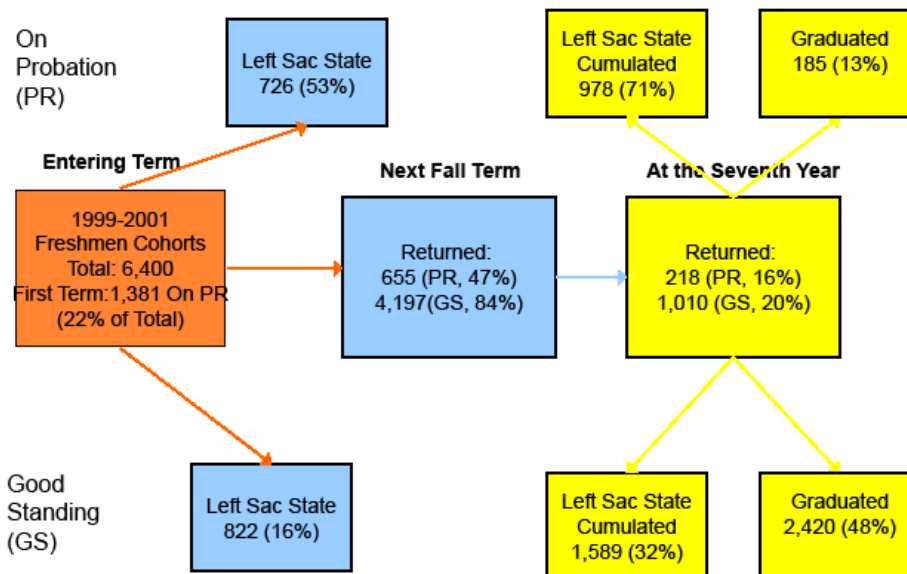 On
Probation
(PR)
Left Sac State
726 (53%)
Left Sac State
Cumulated
978 (71%)
Graduated
185 (13%)
Entering Term
Next Fall Term
At the Seventh Year
1999-2001
Freshmen Cohorts
Total: 6,400
First Term:1,381 On PR
(22% of Total)
Returned:
655 (PR, 47%)
4,197(GS, 84%)
Returned:
218 (PR, 16%)
1,010 (GS, 20%)
Good
Standing
(GS)
Left Sac State
822 (16%)
Left Sac State
Cumulated
1,589 (32%)
Graduated
2,420 (48%)